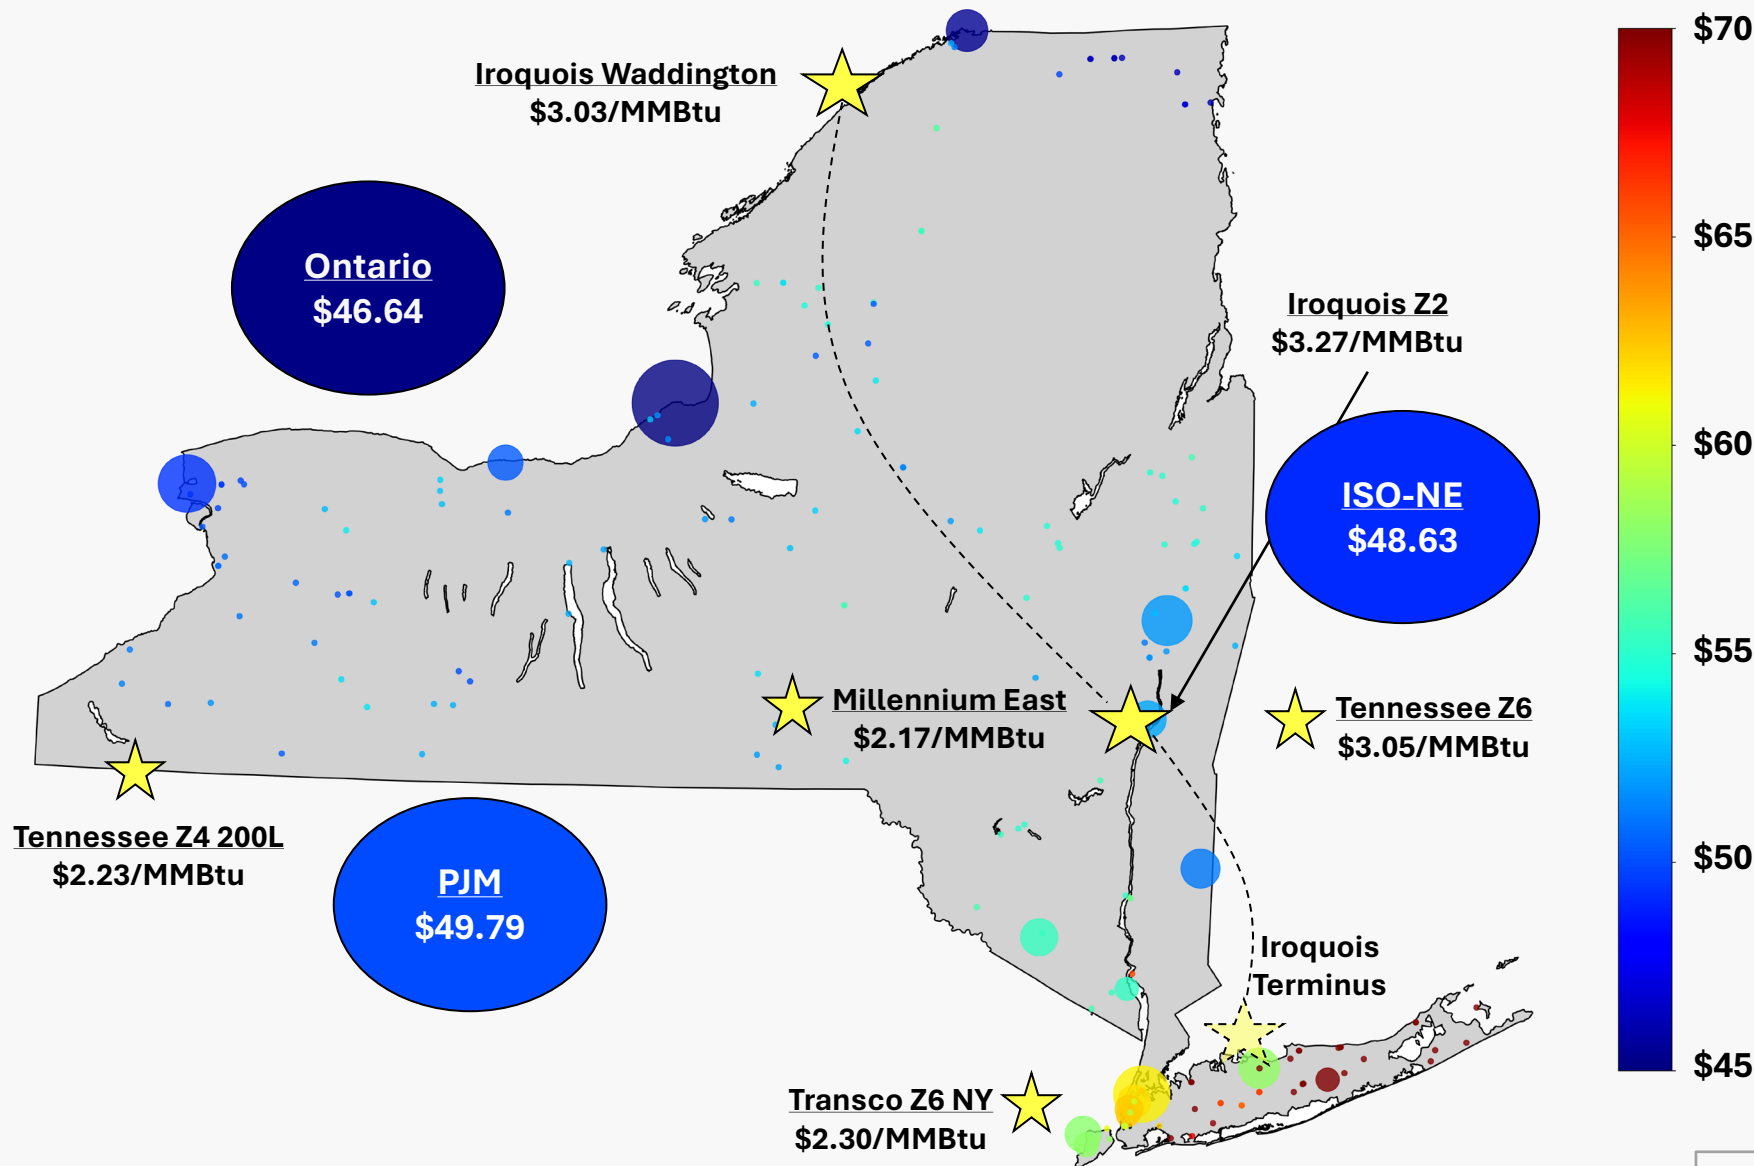 Iroquois Waddington
$3.03/MMBtu
Ontario
$46.64
Iroquois Z2
$3.27/MMBtu
ISO-NE
$48.63
Millennium East
$2.17/MMBtu
Tennessee Z6
$3.05/MMBtu
Tennessee Z4 200L
$2.23/MMBtu
PJM
$49.79
Iroquois
Terminus
Transco Z6 NY
$2.30/MMBtu
$70
$65
$60
$55
$50
$45